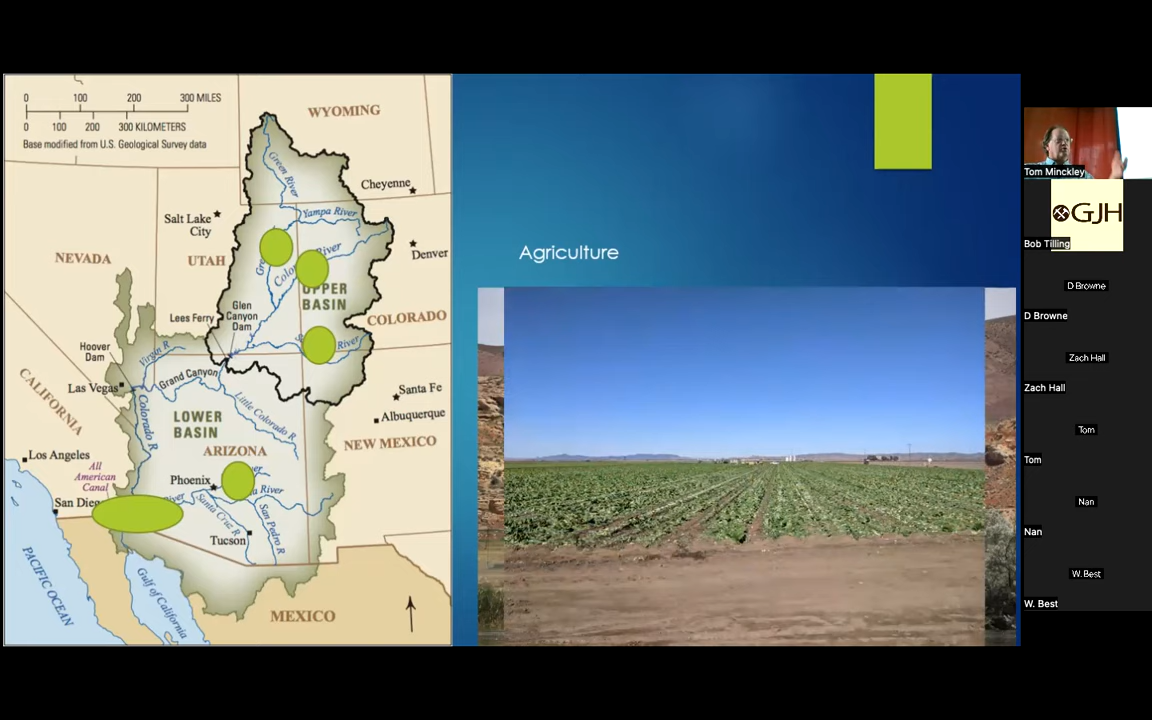 0 100 200 300 MILES
0 100 200 300 KILOMETERS
Base modified from U.S. Geological Survey data
WYOMING
Green River
Cheyenne
Yampa River
Salt Lake
City
Denver
NEVADA
UTAH
River
UPPER
BASIN
Glen
Canyon
Dam
Lees Ferry
COLORADO
River
Hoover
Dam
Virgin R
Las Vegas
Grand Canyon
Santa Fe
Albuquerque
CALIFORNIA
Colorado R
Little Colorado R
LOWER
BASIN
NEW MEXICO
ARIZONA
Los Angeles
All
American
Canal
Phoenix
River
San Pedro R
Santa Cruz R
Tucson
PACIFIC OCEAN
Gulf of California
MEXICO
Agriculture
Tom Minckley
GJH
Bob Tilling
D Browne
D Browne
Zach Hall
Zach Hall
Tom
Tom
Nan
Nan
W. Best
W. Best